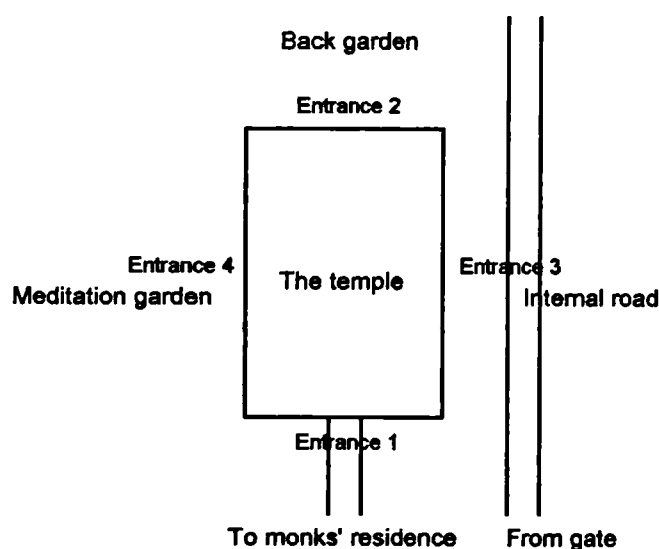 Back garden
Entrance 2
Entrance 4
The temple
Entrance 3
Meditation garden
Internal road
Entrance 1
To monks' residence
From gate